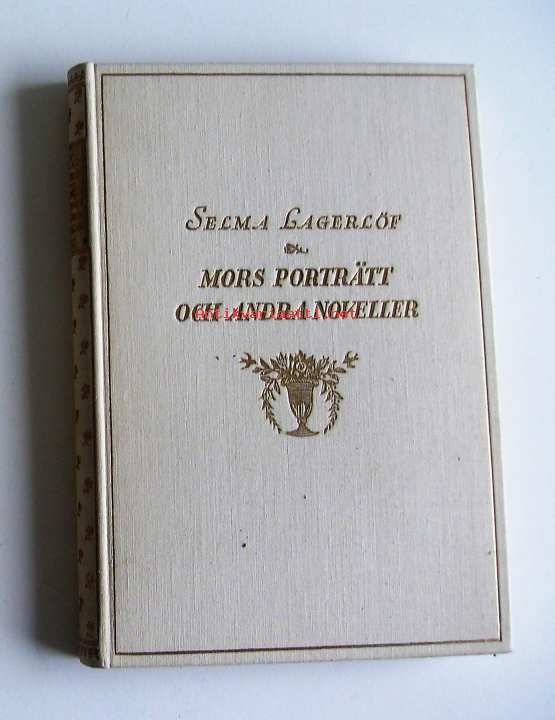 SELMA LAGERLÖF
MORS PORTRÄTT
OCH ANDRA NOVELLER